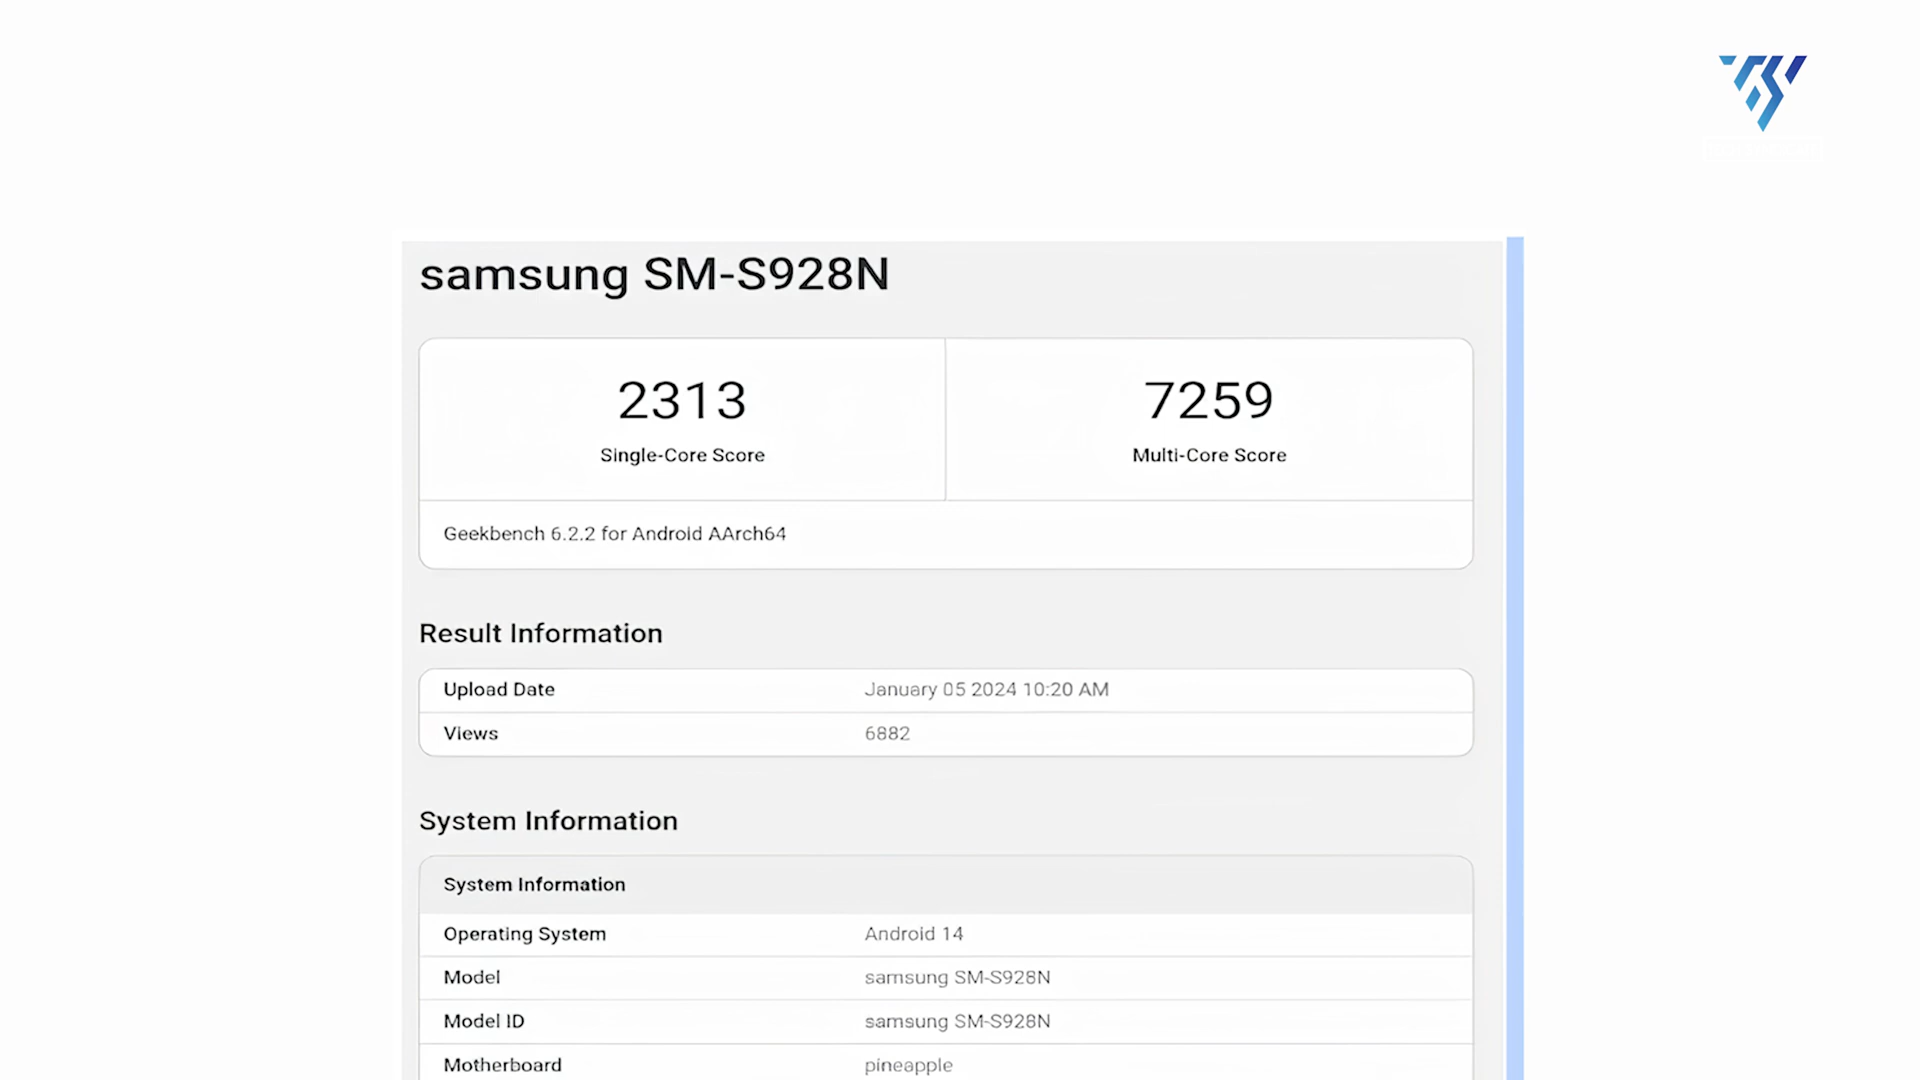 samsung SM-S928N
2313
Single-Core Score
7259
Multi-Core Score
Geekbench 6.2.2 for Android AArch64
Result Information
Upload Date January 05 2024 10:20 AM
Views 6882
System Information
System Information
Operating System Android 14
Model samsung SM-S928N
Model ID samsung SM-S928N
Motherboard pineapple